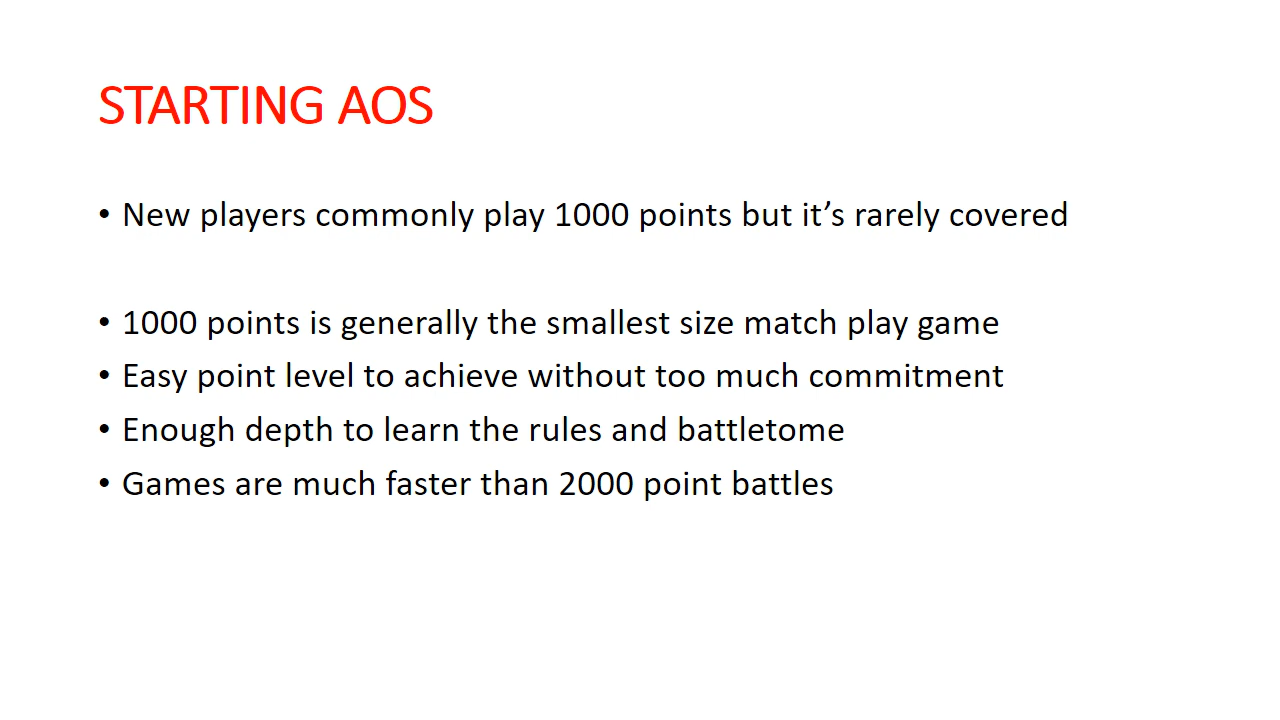 STARTING AOS
• New players commonly play 1000 points but it’s rarely covered
• 1000 points is generally the smallest size match play game
• Easy point level to achieve without too much commitment
• Enough depth to learn the rules and battletome
• Games are much faster than 2000 point battles